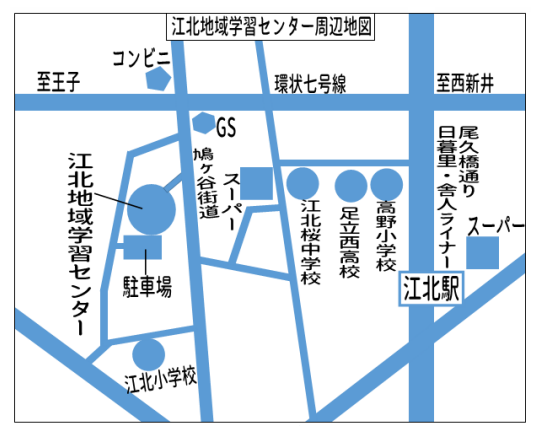 江北地域学習センター周辺地図
コンビニ
至王子
環状七号線
至西新井
GS
鳩ヶ谷街道
スーパー
江北地域学習センター
駐車場
江北桜中学校
足立西高校
高野小学校
尾久橋通り
日暮里・舎人ライナー
スーパー
江北駅
江北小学校